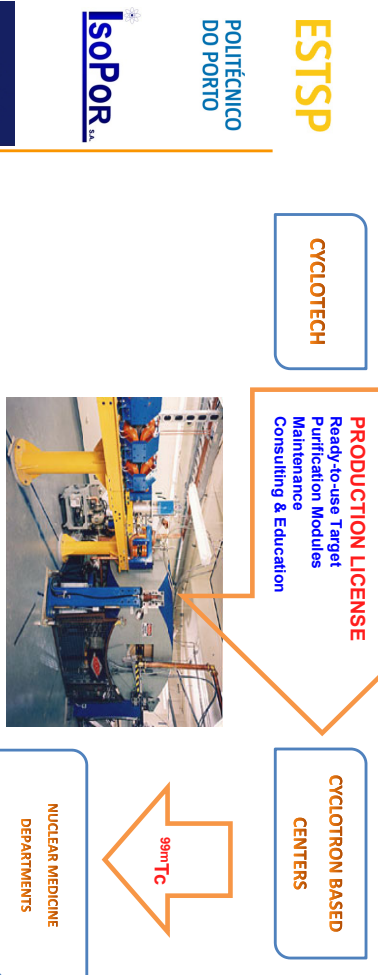 ESTSP
POLITÉCNICO
DO PORTO
IsoPor S.A.
CYCLOTECH
PRODUCTION LICENSE
Ready-to-use Target
Purification Modules
Maintenance
Consulting & Education
CYCLOTRON BASED
CENTERS
99mTc
NUCLEAR MEDICINE
DEPARTMENTS